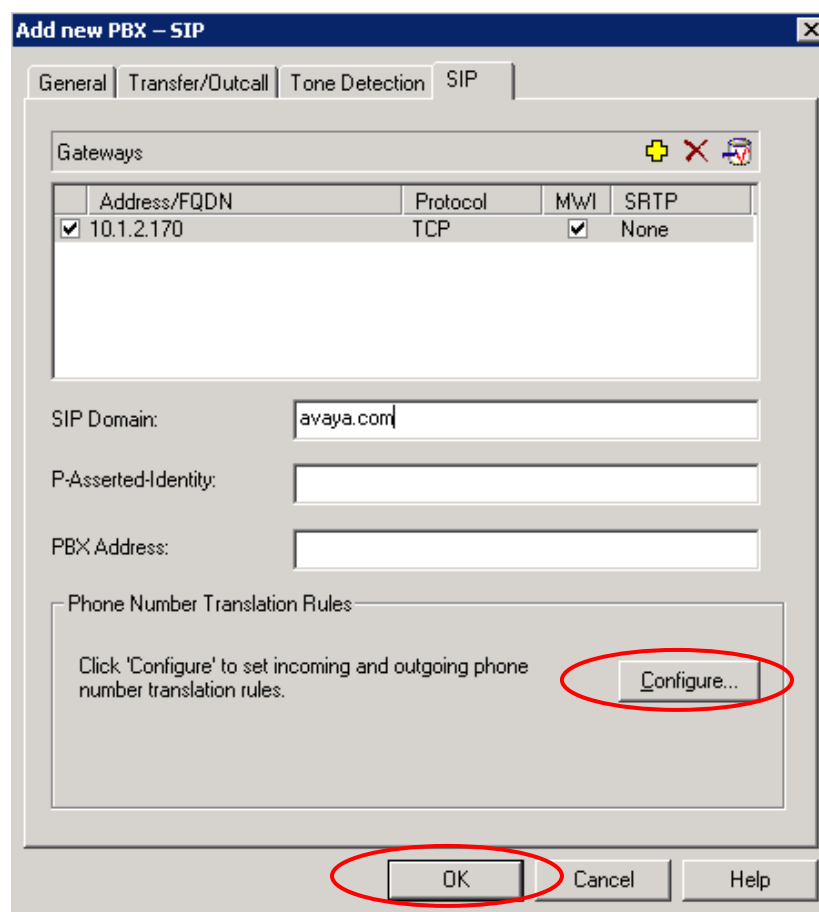 Add new PBX – SIP
General Transfer/Outcall Tone Detection SIP
Gateways
Address/FQDN Protocol MWI SRTP
10.1.2.170 TCP None
SIP Domain: avaya.com
P-Asserted-Identity:
PBX Address:
Phone Number Translation Rules
Click 'Configure' to set incoming and outgoing phone
number translation rules.
Configure...
OK Cancel Help